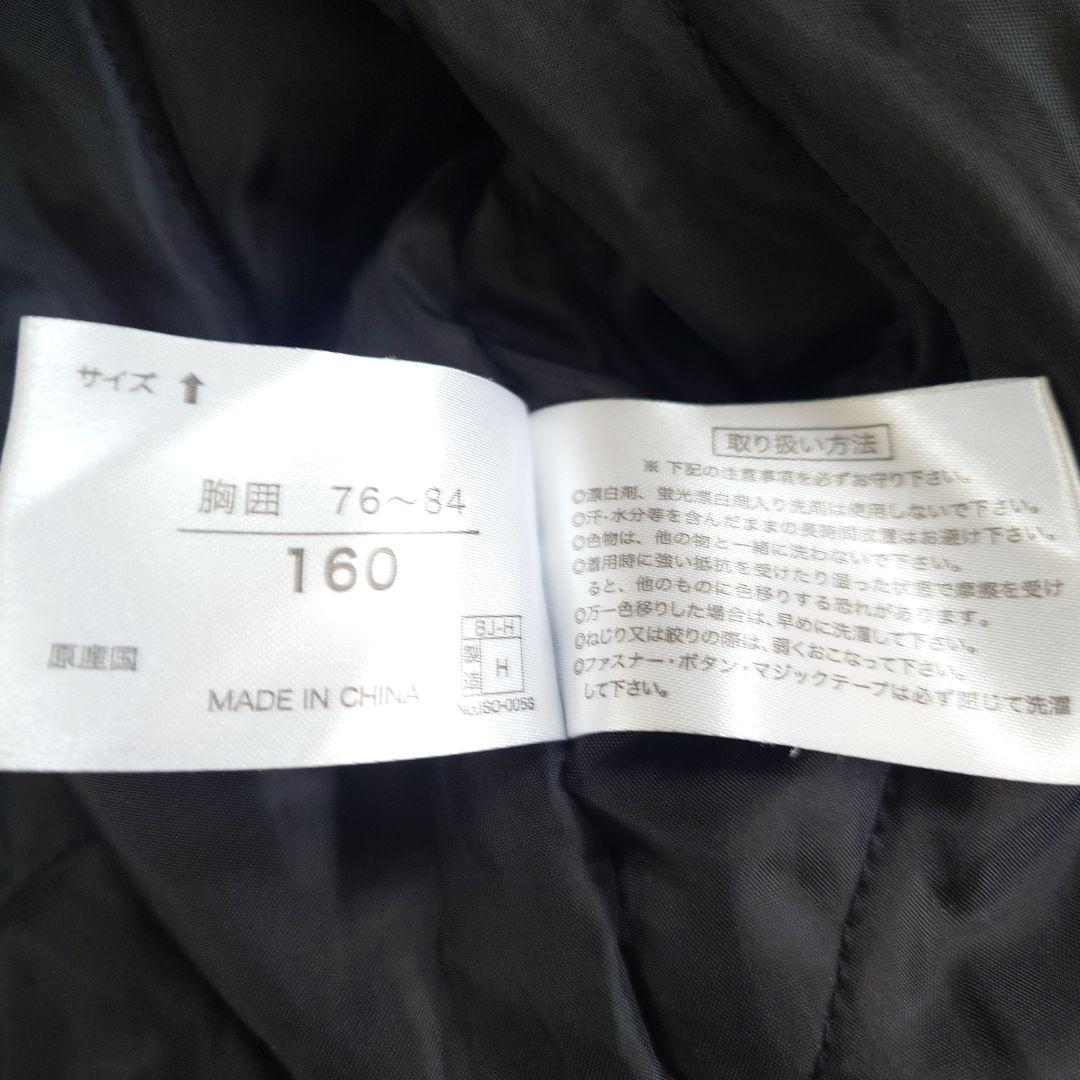 サイズ ↑
胸囲 76～84
160
原産国
MADE IN CHINA
BJ-H
製造 H
No.ISO-005S
取り扱い方法
※ 下記の注意事項を必ずお守り下さい。
◎漂白剤、蛍光漂白剤入り洗剤は使用しないで下さい。
◎汗・水分等を含んだままの長時間放置はお避け下さい。
◎色物は、他の物と一緒に洗わないで下さい。
◎着用時に強い抵抗を受けたり湿った状態で摩擦を受け
ると、他のものに色移りする恐れがあります。
◎万一色移りした場合は、早めに洗濯して下さい。
◎ねじり又は絞りの際は、弱くおこなって下さい。
◎ファスナー・ボタン・マジックテープは必ず閉じて洗濯
して下さい。